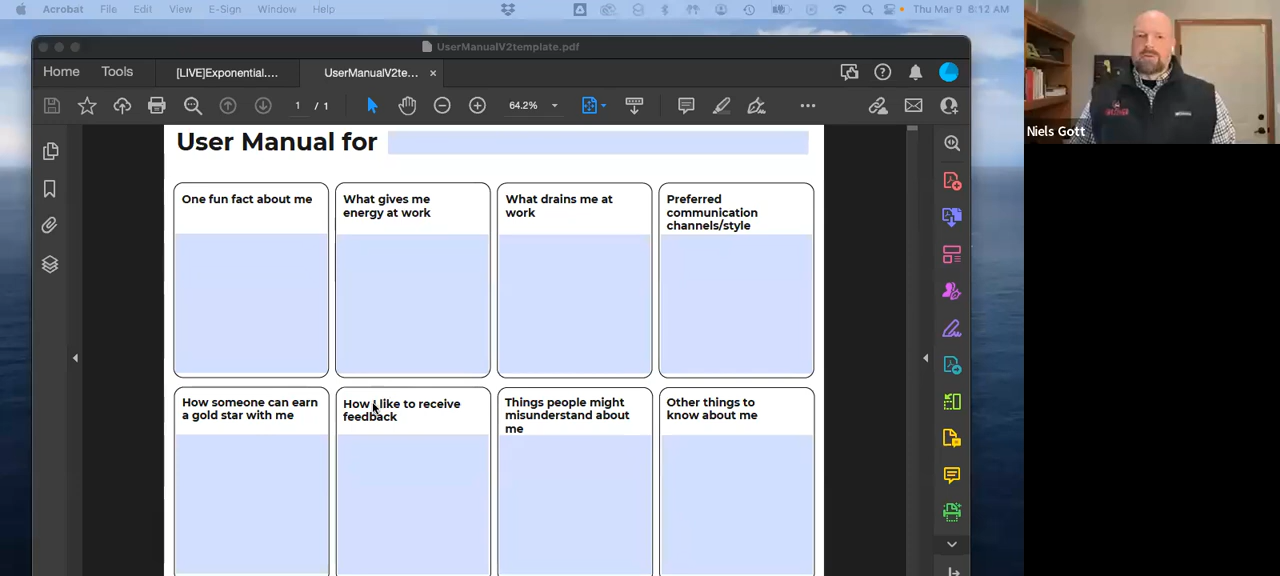 Acrobat File Edit View E-Sign Window Help Thu Mar 9 8:12 AM
UserManualV2template.pdf
Home Tools [LIVE]Exponential.... UserManualV2te... ×
1 / 1 64.2%
Niels Gott
User Manual for
One fun fact about me
What gives me
energy at work
What drains me at
work
Preferred
communication
channels/style
How someone can earn
a gold star with me
How I like to receive
feedback
Things people might
misunderstand about
me
Other things to
know about me